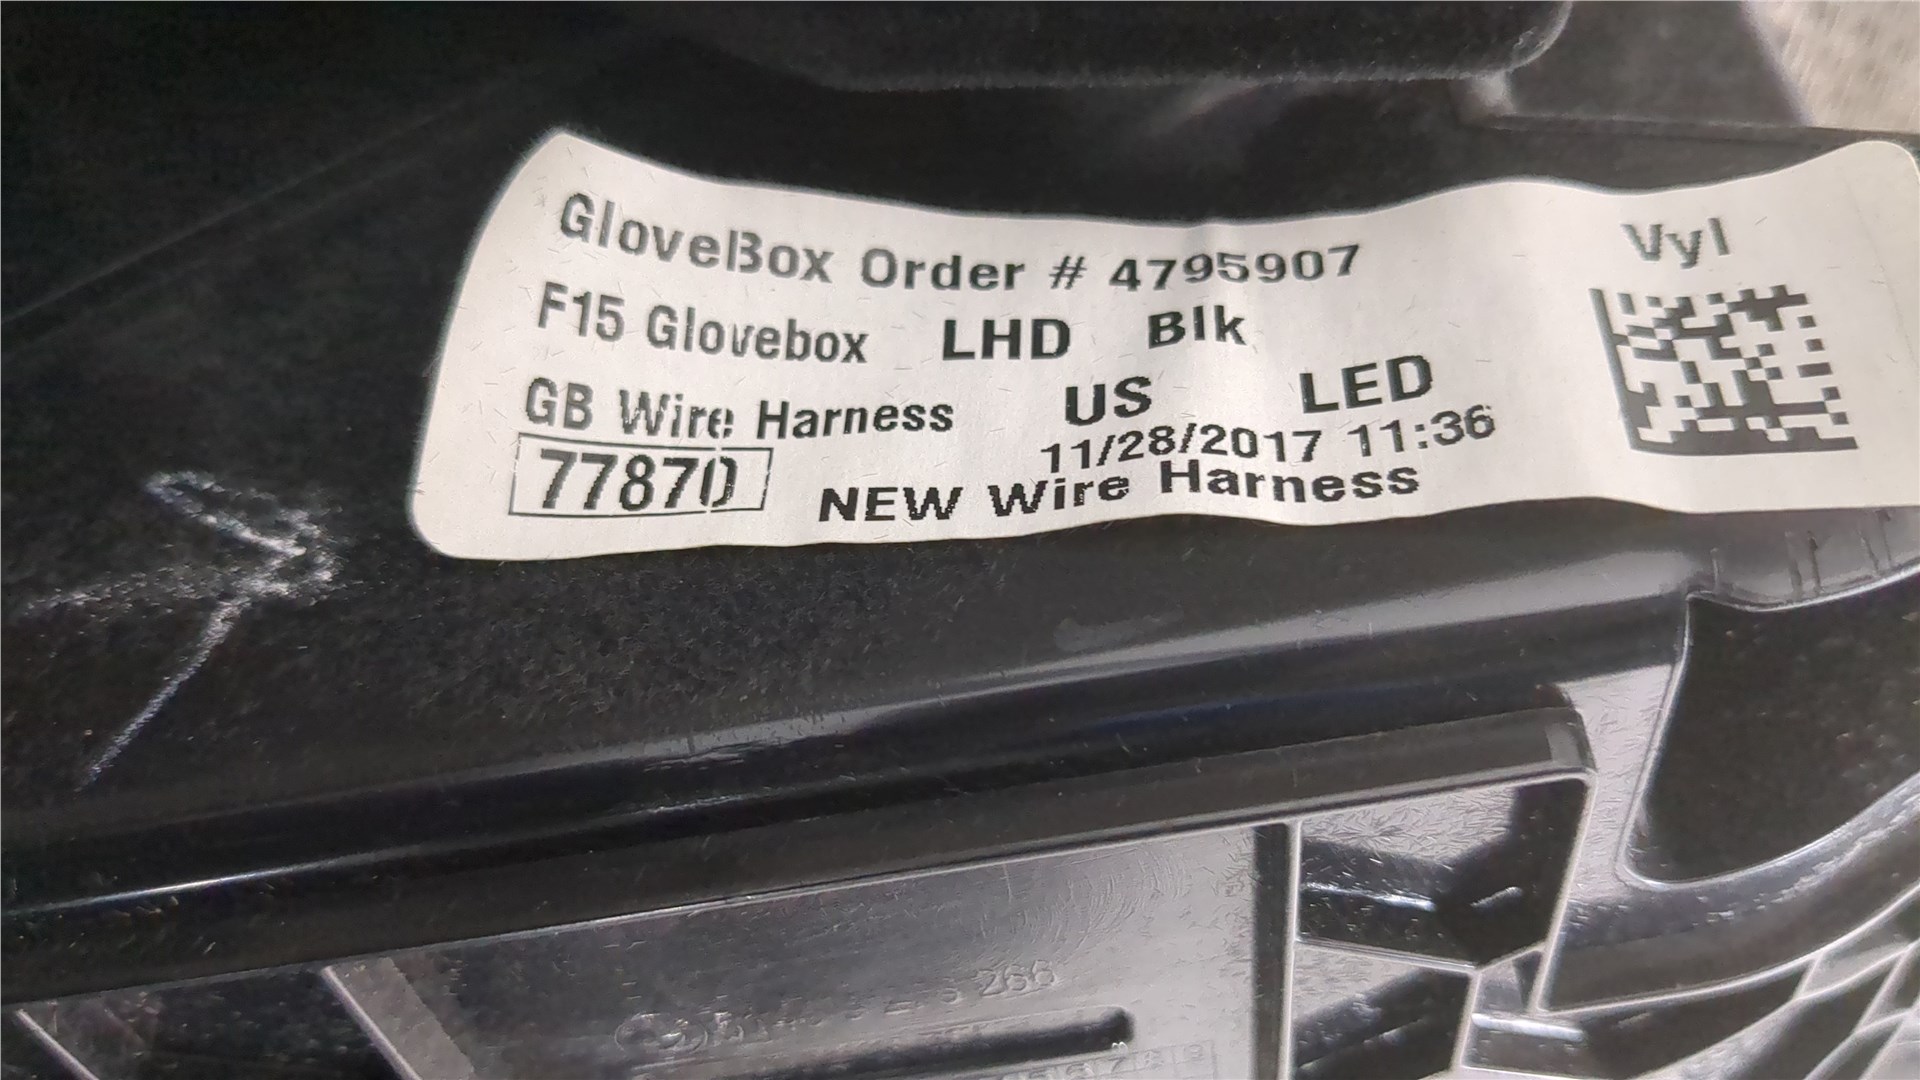 GloveBox Order # 4795907
Vyl
F15 Glovebox LHD Blk
GB Wire Harness US LED
11/28/2017 11:36
77870 NEW Wire Harness
266